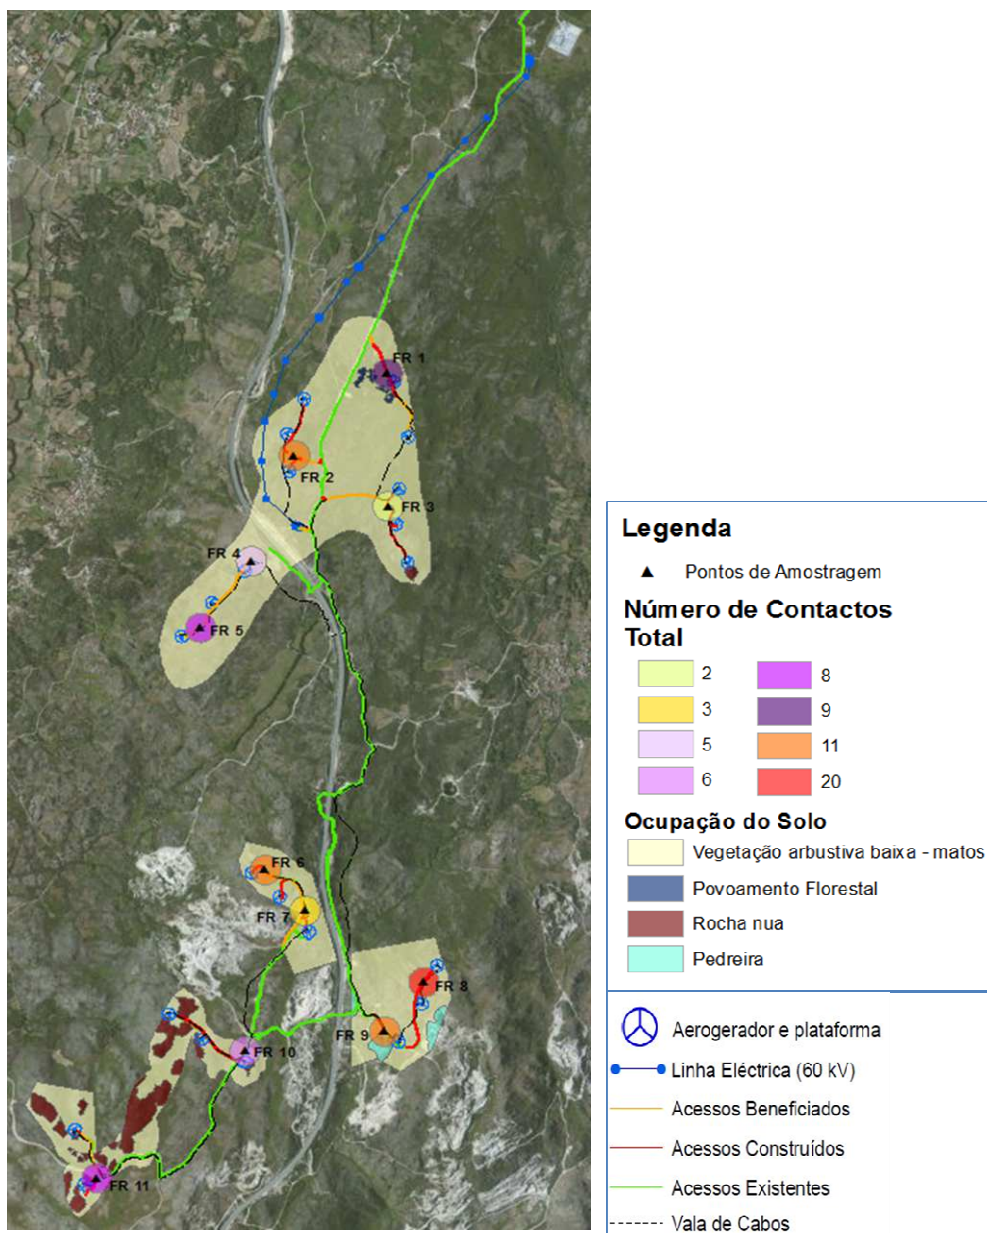 FR 1
FR 2
FR 3
FR 4
FR 5
FR 6
FR 7
FR 8
FR 9
FR 10
FR 11
Legenda
Pontos de Amostragem
Número de Contactos
Total
2 8
3 9
5 11
6 20
Ocupação do Solo
Vegetação arbustiva baixa - matos
Povoamento Florestal
Rocha nua
Pedreira
Aerogerador e plataforma
Linha Eléctrica (60 kV)
Acessos Beneficiados
Acessos Construídos
Acessos Existentes
Vala de Cabos